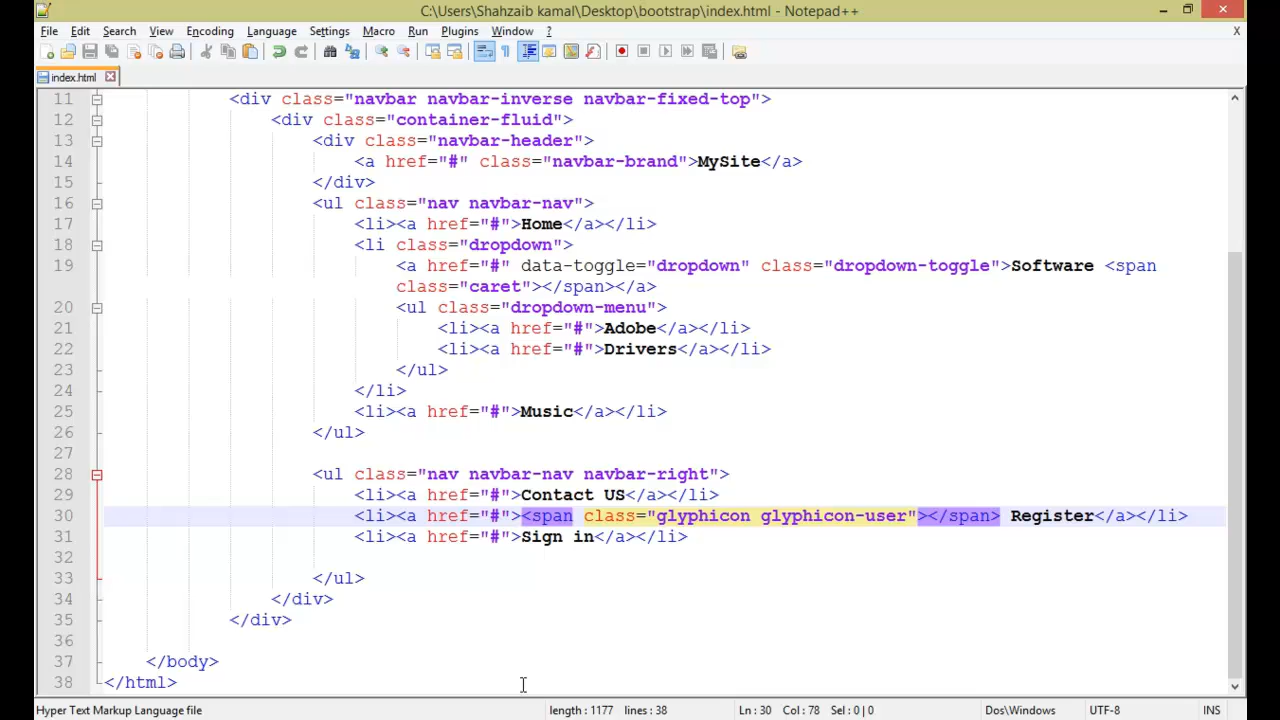 C:\Users\Shahzaib kamal\Desktop\bootstrap\index.html - Notepad++
File Edit Search View Encoding Language Settings Macro Run Plugins Window ? X
index.html
11 <div class="navbar navbar-inverse navbar-fixed-top">
12 <div class="container-fluid">
13 <div class="navbar-header">
14 <a href="#" class="navbar-brand">MySite</a>
15 </div>
16 <ul class="nav navbar-nav">
17 <li><a href="#">Home</a></li>
18 <li class="dropdown">
19 <a href="#" data-toggle="dropdown" class="dropdown-toggle">Software <span
class="caret"></span></a>
20 <ul class="dropdown-menu">
21 <li><a href="#">Adobe</a></li>
22 <li><a href="#">Drivers</a></li>
23 </ul>
24 </li>
25 <li><a href="#">Music</a></li>
26 </ul>
27
28 <ul class="nav navbar-nav navbar-right">
29 <li><a href="#">Contact US</a></li>
30 <li><a href="#"><span class="glyphicon glyphicon-user"></span> Register</a></li>
31 <li><a href="#">Sign in</a></li>
32
33 </ul>
34 </div>
35 </div>
36
37 </body>
38 </html>
Hyper Text Markup Language file length : 1177 lines : 38 Ln : 30 Col : 78 Sel : 0 | 0 Dos\Windows UTF-8 INS